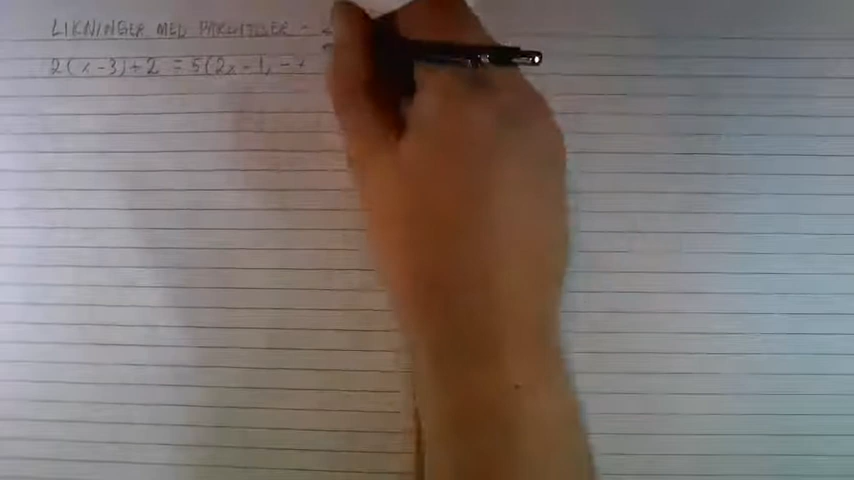 LIKNINGER MED PARENTESER -
2(x-3)+2 = 5(2x-1) -